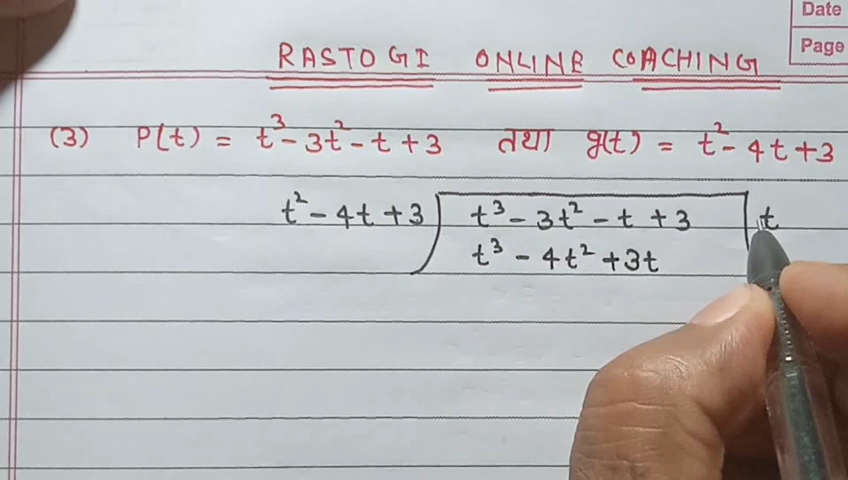 Date
Page
RASTOGI ONLINE COACHING
(3) P(t) = t³ - 3t² - t + 3 तथा g(t) = t² - 4t + 3
t² - 4t + 3 ) t³ - 3t² - t + 3 | t
t³ - 4t² + 3t